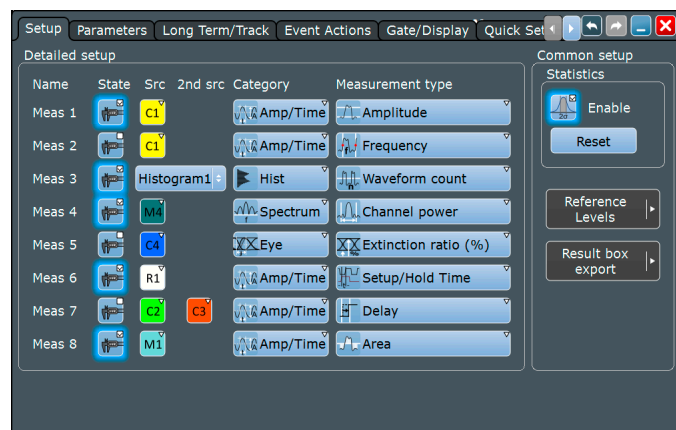 Setup Parameters Long Term/Track Event Actions Gate/Display Quick Set
Detailed setup
Name State Src 2nd src Category Measurement type
Meas 1 C1 Amp/Time Amplitude
Meas 2 C1 Amp/Time Frequency
Meas 3 Histogram1 Hist Waveform count
Meas 4 M4 Spectrum Channel power
Meas 5 C4 Eye Extinction ratio (%)
Meas 6 R1 Amp/Time Setup/Hold Time
Meas 7 C2 C3 Amp/Time Delay
Meas 8 M1 Amp/Time Area
Common setup
Statistics
2σ Enable
Reset
Reference
Levels
Result box
export